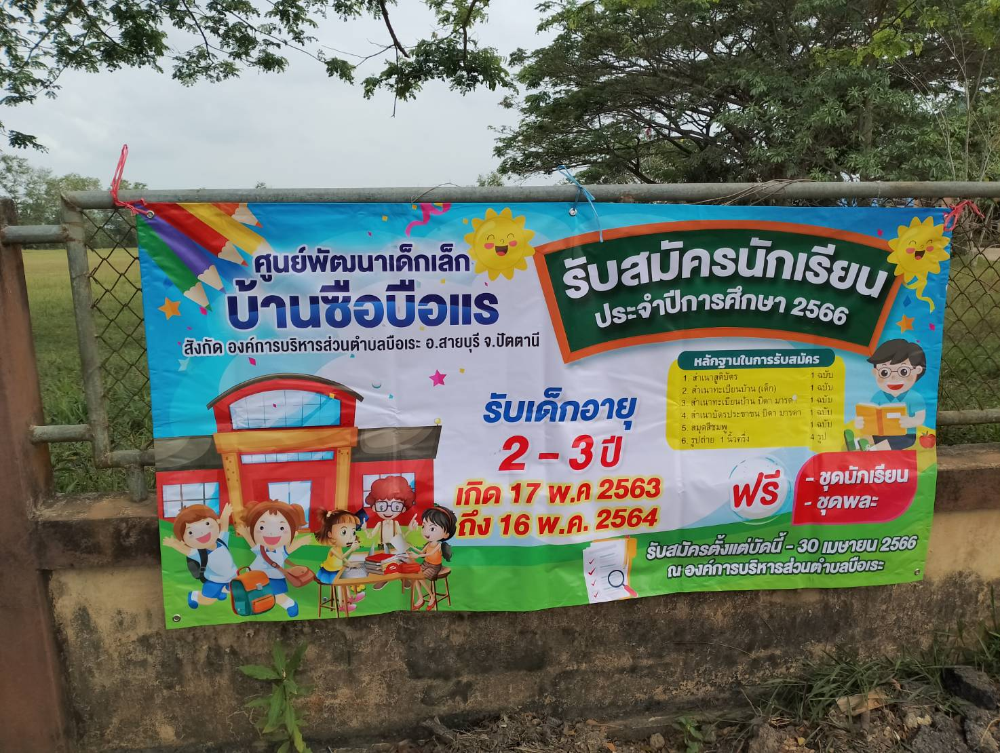 ศูนย์พัฒนาเด็กเล็ก
บ้านซือบือแร
สังกัด องค์การบริหารส่วนตำบลบือเระ อ.สายบุรี จ.ปัตตานี
รับสมัครนักเรียน
ประจำปีการศึกษา 2566
หลักฐานในการรับสมัคร
1. สำเนาสูติบัตร 1 ฉบับ
2. สำเนาทะเบียนบ้าน (เด็ก) 1 ฉบับ
3. สำเนาทะเบียนบ้าน บิดา มารดา 1 ฉบับ
4. สำเนาบัตรประชาชน บิดา มารดา 1 ฉบับ
5. สมุดสีชมพู 1 ฉบับ
6. รูปถ่าย 1 นิ้วครึ่ง 4 รูป
รับเด็กอายุ
2 - 3 ปี
เกิด 17 พ.ค 2563
ถึง 16 พ.ค. 2564
ฟรี
- ชุดนักเรียน
- ชุดพละ
รับสมัครตั้งแต่บัดนี้ - 30 เมษายน 2566
ณ องค์การบริหารส่วนตำบลบือเระ